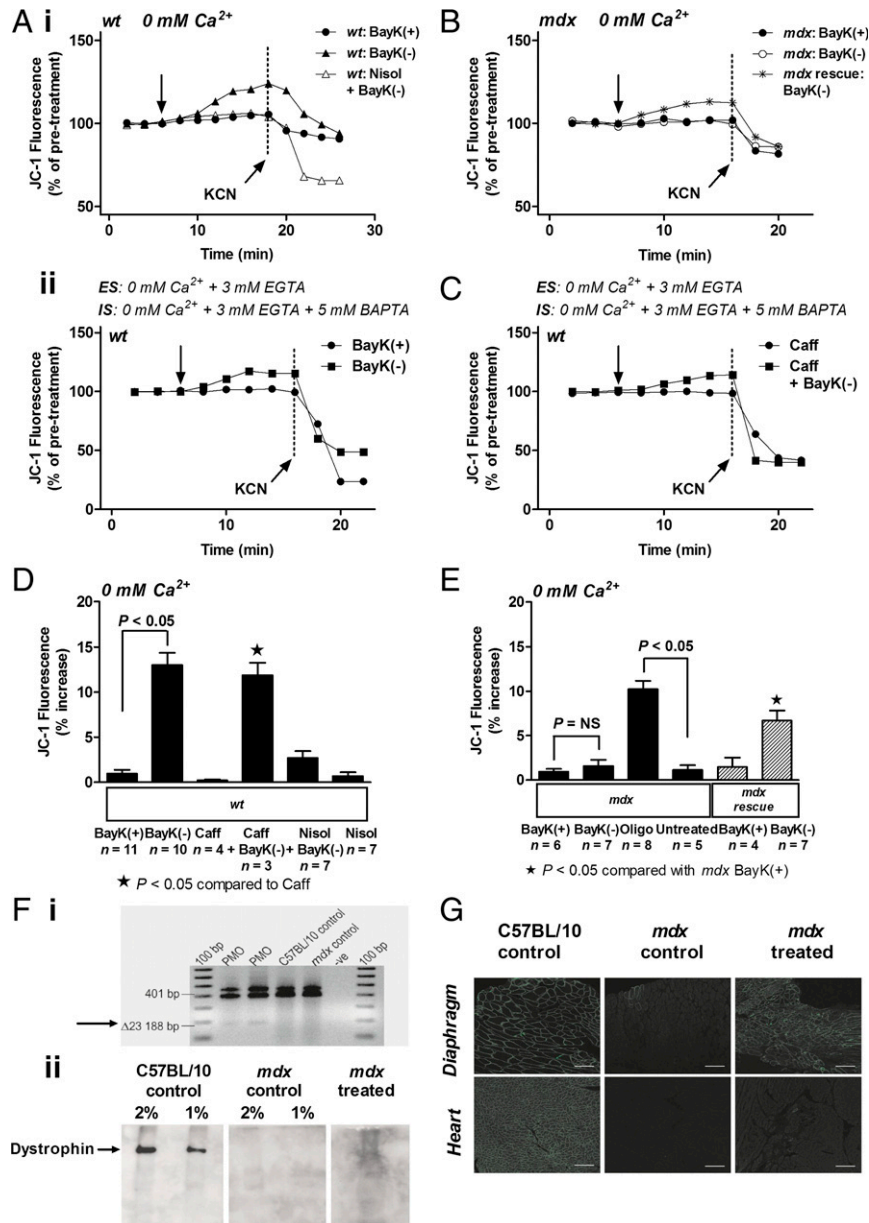 A i wt 0 mM Ca2+
wt: BayK(+)
wt: BayK(-)
wt: Nisol
+ BayK(-)
JC-1 Fluorescence
(% of pre-treatment)
150
100
50
KCN
0 10 20 30
Time (min)
B mdx 0 mM Ca2+
mdx: BayK(+)
mdx: BayK(-)
mdx rescue:
BayK(-)
JC-1 Fluorescence
(% of pre-treatment)
150
100
50
KCN
0 10 20
Time (min)
ii ES: 0 mM Ca2+ + 3 mM EGTA
IS: 0 mM Ca2+ + 3 mM EGTA + 5 mM BAPTA
wt
BayK(+)
BayK(-)
JC-1 Fluorescence
(% of pre-treatment)
150
100
50
0
KCN
0 10 20
Time (min)
C ES: 0 mM Ca2+ + 3 mM EGTA
IS: 0 mM Ca2+ + 3 mM EGTA + 5 mM BAPTA
wt
Caff
Caff
+ BayK(-)
JC-1 Fluorescence
(% of pre-treatment)
150
100
50
0
KCN
0 10 20
Time (min)
D 0 mM Ca2+
JC-1 Fluorescence
(% increase)
20
15
10
5
0
P < 0.05
★
wt
BayK(+) BayK(-) Caff Caff Nisol Nisol
n = 11 n = 10 n = 4 + BayK(-) + BayK(-) n = 7
n = 3 n = 7
★ P < 0.05 compared to Caff
E 0 mM Ca2+
JC-1 Fluorescence
(% increase)
20
15
10
5
0
P = NS
P < 0.05
★
mdx mdx rescue
BayK(+) BayK(-) Oligo Untreated BayK(+) BayK(-)
n = 6 n = 7 n = 8 n = 5 n = 4 n = 7
★ P < 0.05 compared with mdx BayK(+)
F i
100 bp PMO PMO C57BL/10 control mdx control -ve 100 bp
401 bp
Δ23 188 bp
ii
C57BL/10 control mdx control mdx treated
2% 1% 2% 1%
Dystrophin
G
C57BL/10 control mdx control mdx treated
Diaphragm
Heart